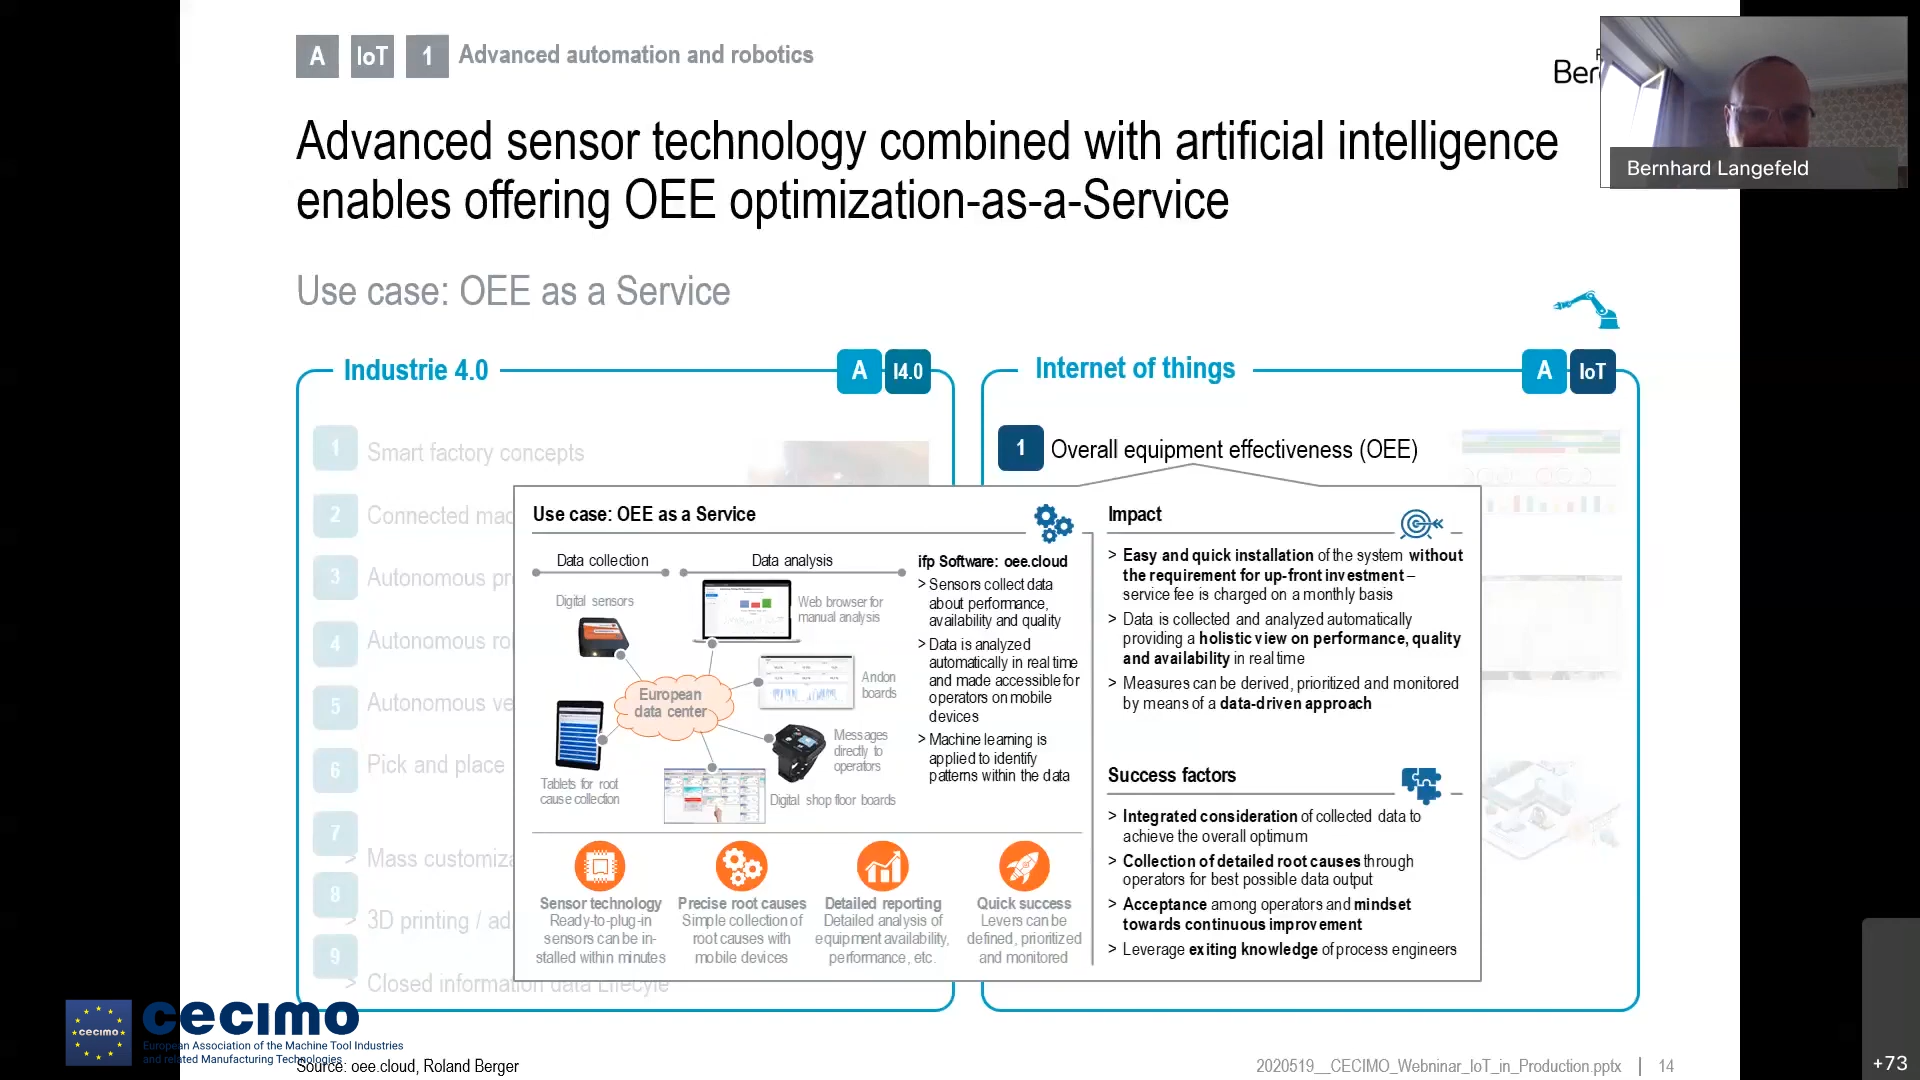 A IoT 1 Advanced automation and robotics
Bernhard Langefeld
Advanced sensor technology combined with artificial intelligence
enables offering OEE optimization-as-a-Service
Use case: OEE as a Service
Industrie 4.0
A I4.0
Internet of things
A IoT
1 Smart factory concepts
2 Connected
3 Autonomous
4 Autonomous
5 Autonomous
6 Pick and place
7
> Mass
8
> 3D printing /
9
> Closed information data Lifecyle
1 Overall equipment effectiveness (OEE)
Use case: OEE as a Service
Data collection
Data analysis
Digital sensors
Web browser for
manual analysis
Andon
boards
European
data center
Messages
directly to
operators
Tablets for root
cause collection
Digital shop floor boards
ifp Software: oee.cloud
> Sensors collect data
about performance,
availability and quality
> Data is analyzed
automatically in real time
and made accessible for
operators on mobile
devices
> Machine learning is
applied to identify
patterns within the data
Sensor technology
Ready-to-plug-in
sensors can be in-
stalled within minutes
Precise root causes
Simple collection of
root causes with
mobile devices
Detailed reporting
Detailed analysis of
equipment availability,
performance, etc.
Quick success
Levers can be
defined, prioritized
and monitored
Impact
> Easy and quick installation of the system without
the requirement for up-front investment –
service fee is charged on a monthly basis
> Data is collected and analyzed automatically
providing a holistic view on performance, quality
and availability in real time
> Measures can be derived, prioritized and monitored
by means of a data-driven approach
Success factors
> Integrated consideration of collected data to
achieve the overall optimum
> Collection of detailed root causes through
operators for best possible data output
> Acceptance among operators and mindset
towards continuous improvement
> Leverage exiting knowledge of process engineers
CECIMO
cecimo
European Association of the Machine Tool Industries
and related Manufacturing Technologies
Source: oee.cloud, Roland Berger
2020519__CECIMO_Webninar_IoT_in_Production.pptx | 14
+73